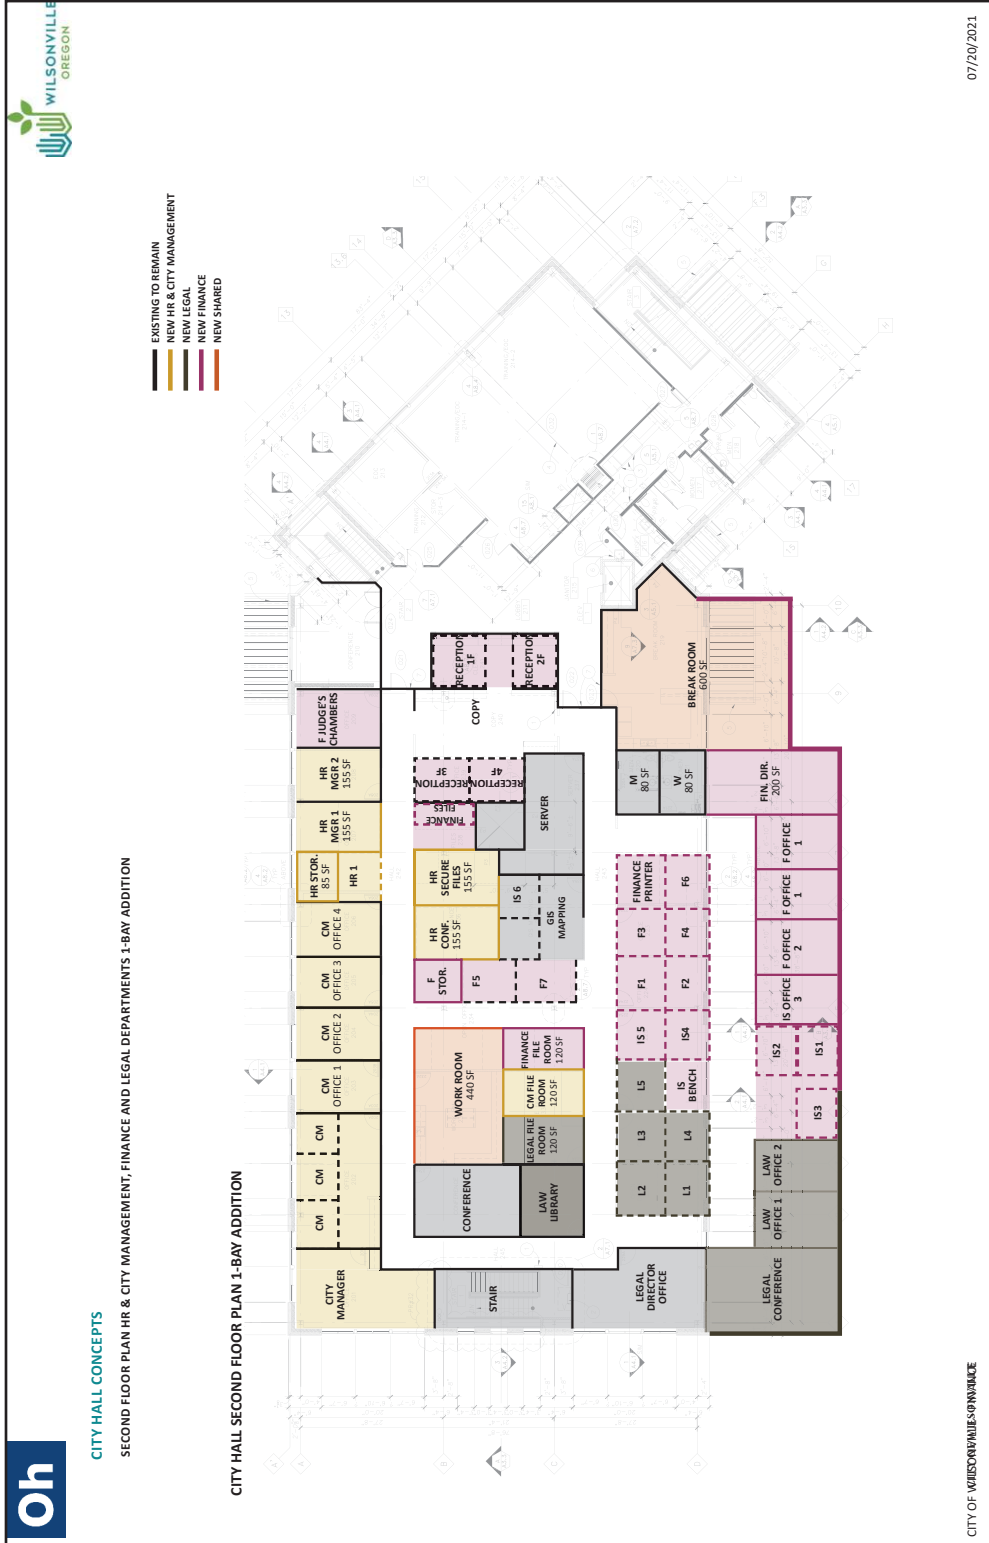 Oh
WILSONVILLE
OREGON
CITY HALL CONCEPTS
SECOND FLOOR PLAN HR & CITY MANAGEMENT, FINANCE AND LEGAL DEPARTMENTS 1-BAY ADDITION
EXISTING TO REMAIN
NEW HR & CITY MANAGEMENT
NEW LEGAL
NEW FINANCE
NEW SHARED
CITY HALL SECOND FLOOR PLAN 1-BAY ADDITION
CITY
MANAGER
CM
CM
CM
CM
OFFICE 1
CM
OFFICE 2
CM
OFFICE 3
CM
OFFICE 4
HR STOR.
85 SF
HR 1
HR
MGR 1
155 SF
HR
MGR 2
155 SF
F JUDGE'S
CHAMBERS
STAIR
CONFERENCE
LAW
LIBRARY
WORK ROOM
440 SF
LEGAL FILE
ROOM
120 SF
CM FILE
ROOM
120 SF
FINANCE
FILE
ROOM
120 SF
F
STOR.
F5
F7
HR
CONF.
155 SF
HR
SECURE
FILES
155 SF
IS 6
GIS
MAPPING
SERVER
FINANCE
FILES
RECEPTION
3F
RECEPTION
4F
COPY
RECEPTION
1F
RECEPTION
2F
LEGAL
DIRECTOR
OFFICE
L2
L3
L5
IS 5
F1
F3
FINANCE
PRINTER
L1
L4
IS
BENCH
IS4
F2
F4
F6
M
80 SF
W
80 SF
BREAK ROOM
600 SF
LEGAL
CONFERENCE
LAW
OFFICE 1
LAW
OFFICE 2
IS3
IS2
IS1
IS OFFICE
3
F OFFICE
2
F OFFICE
1
F OFFICE
1
FIN. DIR.
200 SF
CITY OF
07/20/2021